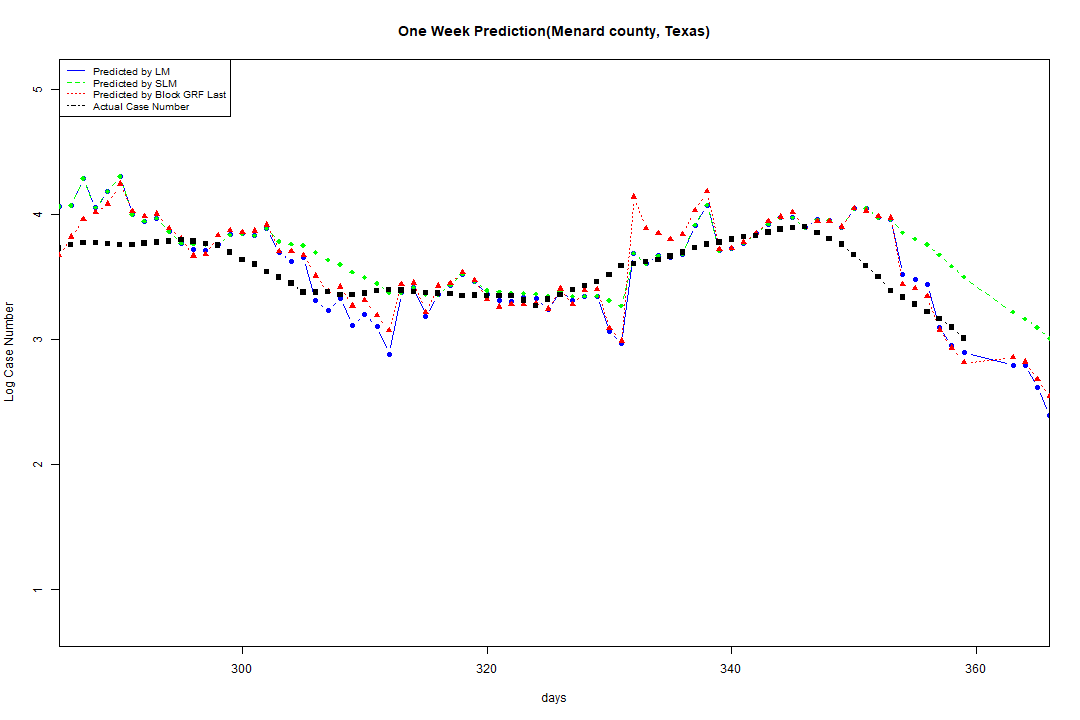 One Week Prediction(Menard county, Texas)
Predicted by LM
Predicted by SLM
Predicted by Block GRF Last
Actual Case Number
5
4
3
2
1
Log Case Number
300 320 340 360
days